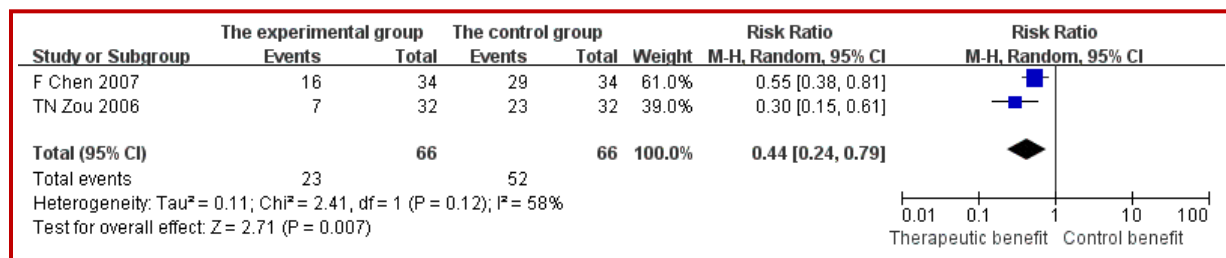 The experimental group The control group Risk Ratio Risk Ratio
Study or Subgroup Events Total Events Total Weight M-H, Random, 95% CI M-H, Random, 95% CI
F Chen 2007 16 34 29 34 61.0% 0.55 [0.38, 0.81]
TN Zou 2006 7 32 23 32 39.0% 0.30 [0.15, 0.61]
Total (95% CI) 66 66 100.0% 0.44 [0.24, 0.79]
Total events 23 52
Heterogeneity: Tau² = 0.11; Chi² = 2.41, df = 1 (P = 0.12); I² = 58%
Test for overall effect: Z = 2.71 (P = 0.007)
0.01 0.1 1 10 100
Therapeutic benefit Control benefit